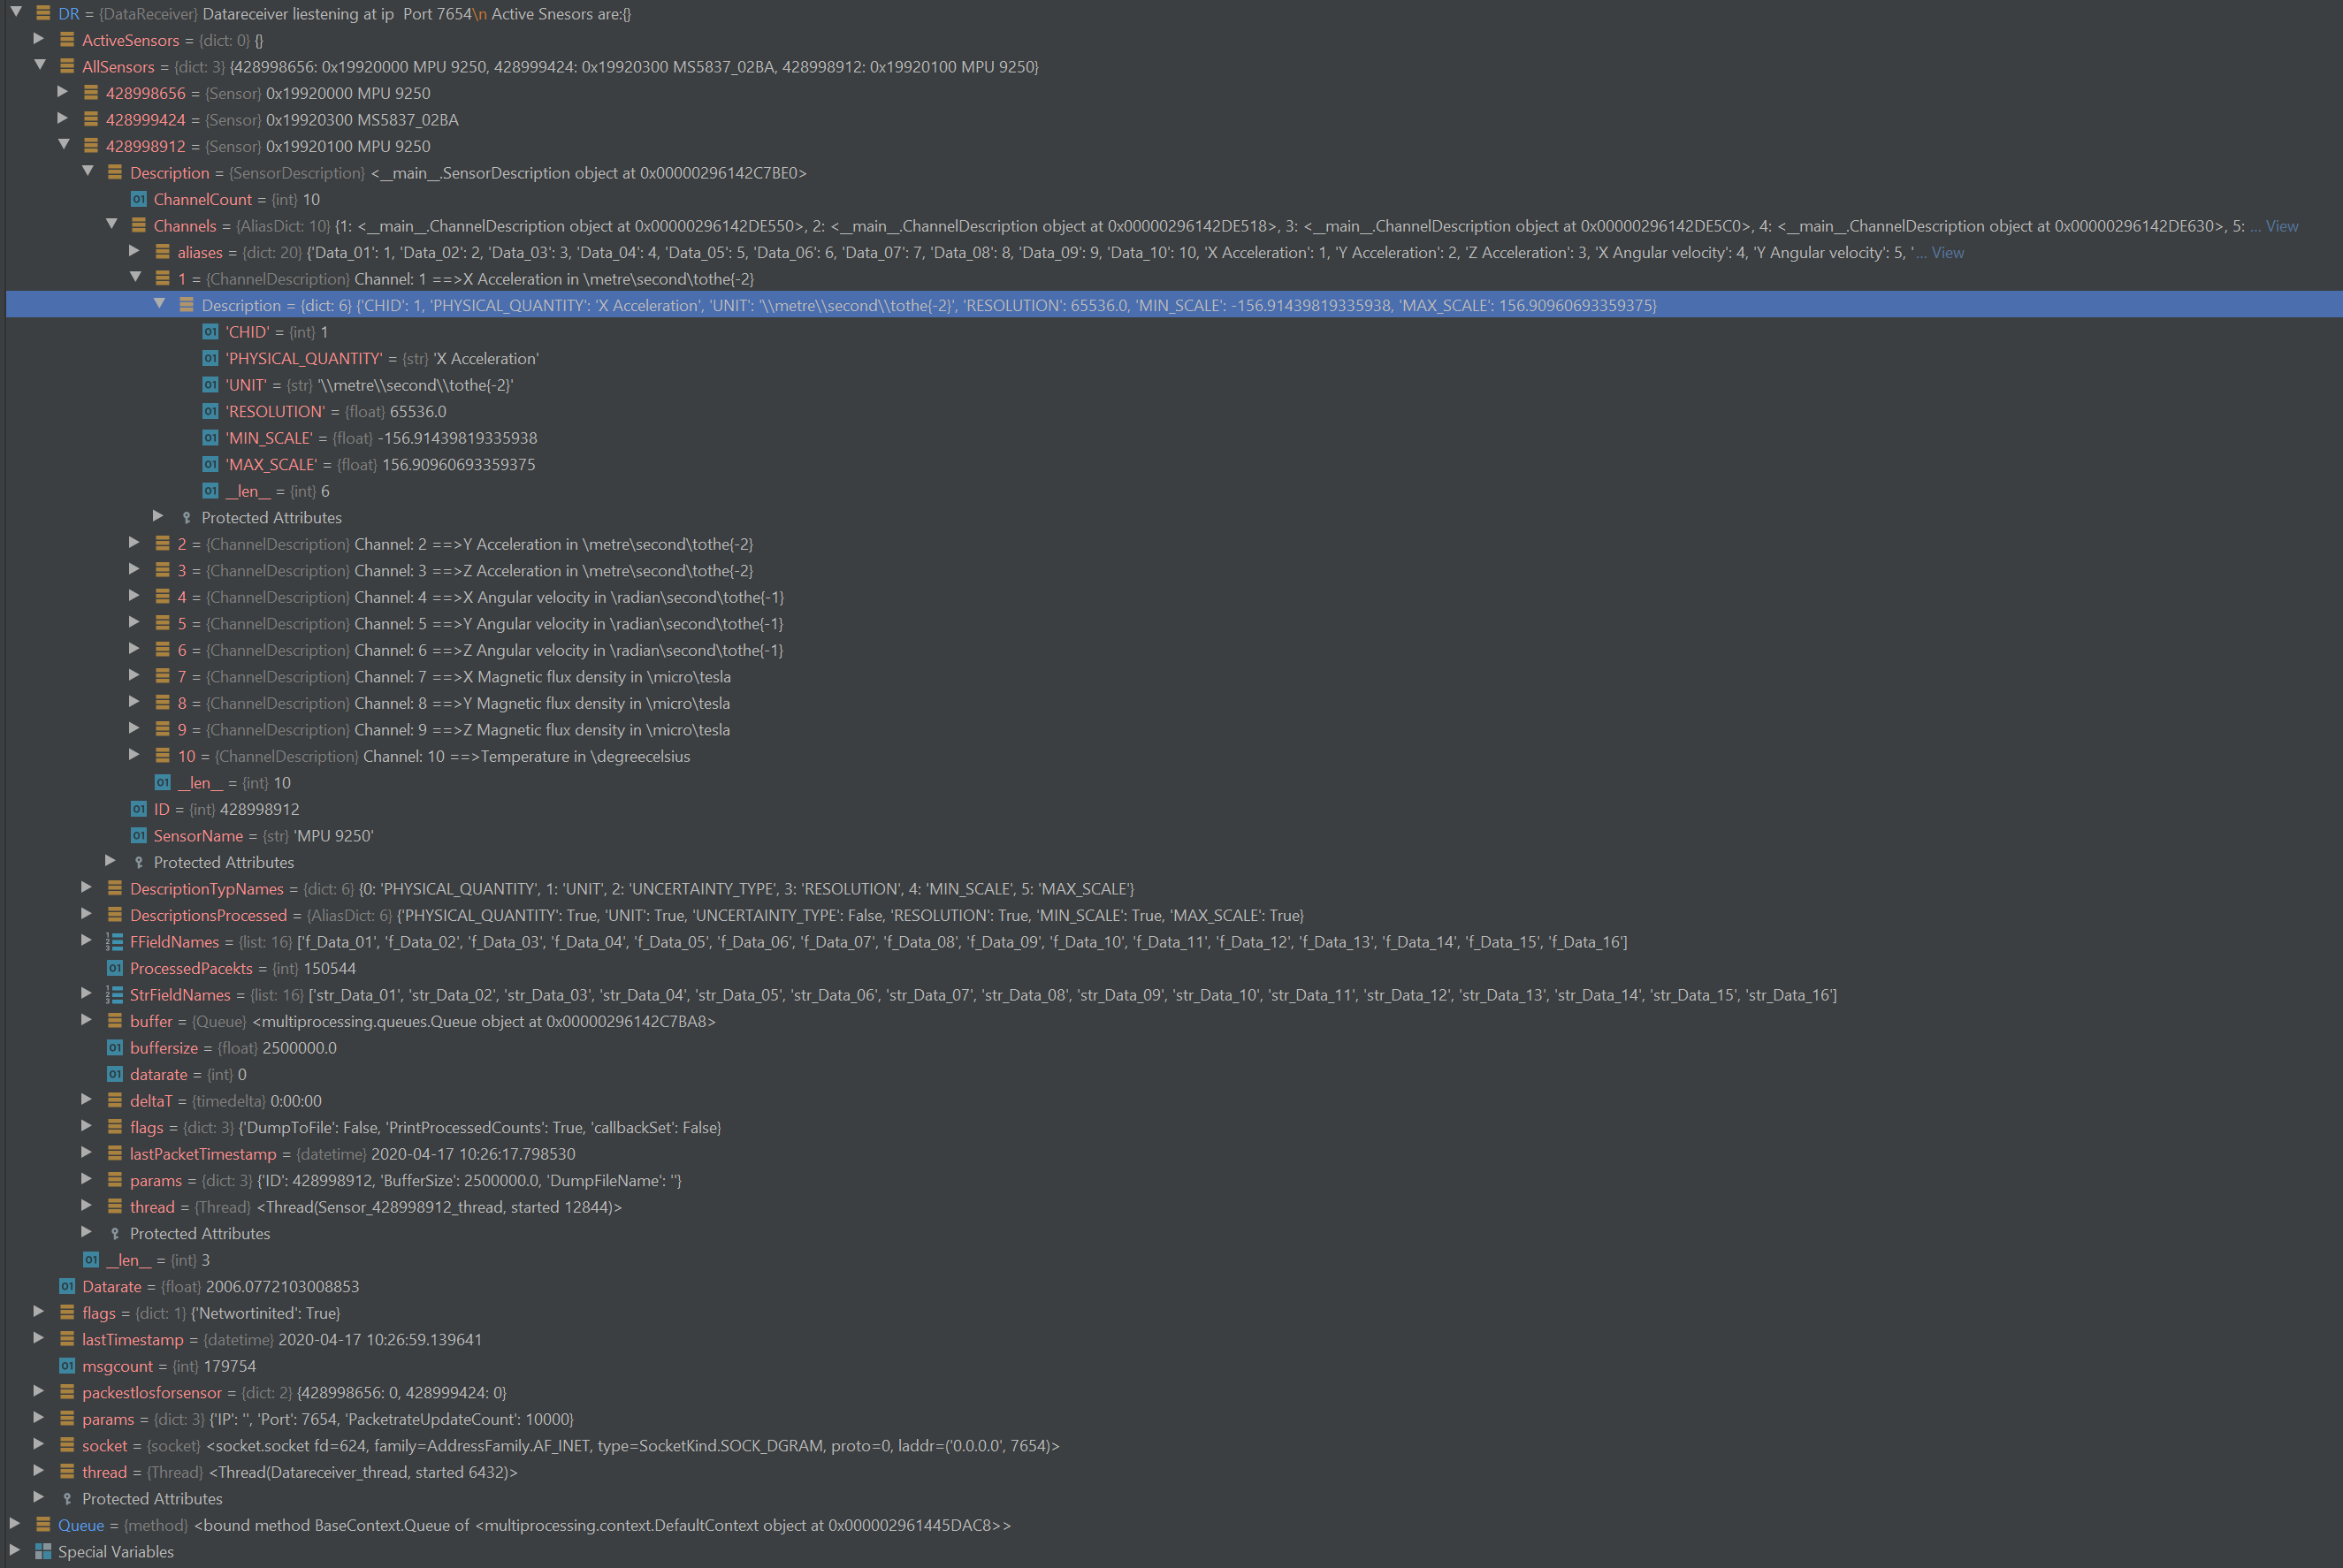 DR = {DataReceiver} Datareceiver liestening at ip  Port 7654\n Active Snesors are:{}
ActiveSensors = {dict: 0} {}
AllSensors = {dict: 3} {428998656: 0x19920000 MPU 9250, 428999424: 0x19920300 MS5837_02BA, 428998912: 0x19920100 MPU 9250}
428998656 = {Sensor} 0x19920000 MPU 9250
428999424 = {Sensor} 0x19920300 MS5837_02BA
428998912 = {Sensor} 0x19920100 MPU 9250
Description = {SensorDescription} <__main__.SensorDescription object at 0x00000296142C7BE0>
01 ChannelCount = {int} 10
Channels = {AliasDict: 10} {1: <__main__.ChannelDescription object at 0x00000296142DE550>, 2: <__main__.ChannelDescription object at 0x00000296142DE518>, 3: <__main__.ChannelDescription object at 0x00000296142DE5C0>, 4: <__main__.ChannelDescription object at 0x00000296142DE630>, 5: ... View
aliases = {dict: 20} {'Data_01': 1, 'Data_02': 2, 'Data_03': 3, 'Data_04': 4, 'Data_05': 5, 'Data_06': 6, 'Data_07': 7, 'Data_08': 8, 'Data_09': 9, 'Data_10': 10, 'X Acceleration': 1, 'Y Acceleration': 2, 'Z Acceleration': 3, 'X Angular velocity': 4, 'Y Angular velocity': 5, '... View
1 = {ChannelDescription} Channel: 1 ==>X Acceleration in \metre\second\tothe{-2}
Description = {dict: 6} {'CHID': 1, 'PHYSICAL_QUANTITY': 'X Acceleration', 'UNIT': '\\metre\\second\\tothe{-2}', 'RESOLUTION': 65536.0, 'MIN_SCALE': -156.91439819335938, 'MAX_SCALE': 156.90960693359375}
01 'CHID' = {int} 1
01 'PHYSICAL_QUANTITY' = {str} 'X Acceleration'
01 'UNIT' = {str} '\\metre\\second\\tothe{-2}'
01 'RESOLUTION' = {float} 65536.0
01 'MIN_SCALE' = {float} -156.91439819335938
01 'MAX_SCALE' = {float} 156.90960693359375
01 __len__ = {int} 6
Protected Attributes
2 = {ChannelDescription} Channel: 2 ==>Y Acceleration in \metre\second\tothe{-2}
3 = {ChannelDescription} Channel: 3 ==>Z Acceleration in \metre\second\tothe{-2}
4 = {ChannelDescription} Channel: 4 ==>X Angular velocity in \radian\second\tothe{-1}
5 = {ChannelDescription} Channel: 5 ==>Y Angular velocity in \radian\second\tothe{-1}
6 = {ChannelDescription} Channel: 6 ==>Z Angular velocity in \radian\second\tothe{-1}
7 = {ChannelDescription} Channel: 7 ==>X Magnetic flux density in \micro\tesla
8 = {ChannelDescription} Channel: 8 ==>Y Magnetic flux density in \micro\tesla
9 = {ChannelDescription} Channel: 9 ==>Z Magnetic flux density in \micro\tesla
10 = {ChannelDescription} Channel: 10 ==>Temperature in \degreecelsius
01 __len__ = {int} 10
01 ID = {int} 428998912
01 SensorName = {str} 'MPU 9250'
Protected Attributes
DescriptionTypNames = {dict: 6} {0: 'PHYSICAL_QUANTITY', 1: 'UNIT', 2: 'UNCERTAINTY_TYPE', 3: 'RESOLUTION', 4: 'MIN_SCALE', 5: 'MAX_SCALE'}
DescriptionsProcessed = {AliasDict: 6} {'PHYSICAL_QUANTITY': True, 'UNIT': True, 'UNCERTAINTY_TYPE': False, 'RESOLUTION': True, 'MIN_SCALE': True, 'MAX_SCALE': True}
FFieldNames = {list: 16} ['f_Data_01', 'f_Data_02', 'f_Data_03', 'f_Data_04', 'f_Data_05', 'f_Data_06', 'f_Data_07', 'f_Data_08', 'f_Data_09', 'f_Data_10', 'f_Data_11', 'f_Data_12', 'f_Data_13', 'f_Data_14', 'f_Data_15', 'f_Data_16']
01 ProcessedPacekts = {int} 150544
StrFieldNames = {list: 16} ['str_Data_01', 'str_Data_02', 'str_Data_03', 'str_Data_04', 'str_Data_05', 'str_Data_06', 'str_Data_07', 'str_Data_08', 'str_Data_09', 'str_Data_10', 'str_Data_11', 'str_Data_12', 'str_Data_13', 'str_Data_14', 'str_Data_15', 'str_Data_16']
buffer = {Queue} <multiprocessing.queues.Queue object at 0x00000296142C7BA8>
01 buffersize = {float} 2500000.0
01 datarate = {int} 0
deltaT = {timedelta} 0:00:00
flags = {dict: 3} {'DumpToFile': False, 'PrintProcessedCounts': True, 'callbackSet': False}
lastPacketTimestamp = {datetime} 2020-04-17 10:26:17.798530
params = {dict: 3} {'ID': 428998912, 'BufferSize': 2500000.0, 'DumpFileName': ''}
thread = {Thread} <Thread(Sensor_428998912_thread, started 12844)>
Protected Attributes
01 __len__ = {int} 3
01 Datarate = {float} 2006.0772103008853
flags = {dict: 1} {'Networtinited': True}
lastTimestamp = {datetime} 2020-04-17 10:26:59.139641
01 msgcount = {int} 179754
packestlosforsensor = {dict: 2} {428998656: 0, 428999424: 0}
params = {dict: 3} {'IP': '', 'Port': 7654, 'PacketrateUpdateCount': 10000}
socket = {socket} <socket.socket fd=624, family=AddressFamily.AF_INET, type=SocketKind.SOCK_DGRAM, proto=0, laddr=('0.0.0.0', 7654)>
thread = {Thread} <Thread(Datareceiver_thread, started 6432)>
Protected Attributes
Queue = {method} <bound method BaseContext.Queue of <multiprocessing.context.DefaultContext object at 0x000002961445DAC8>>
Special Variables